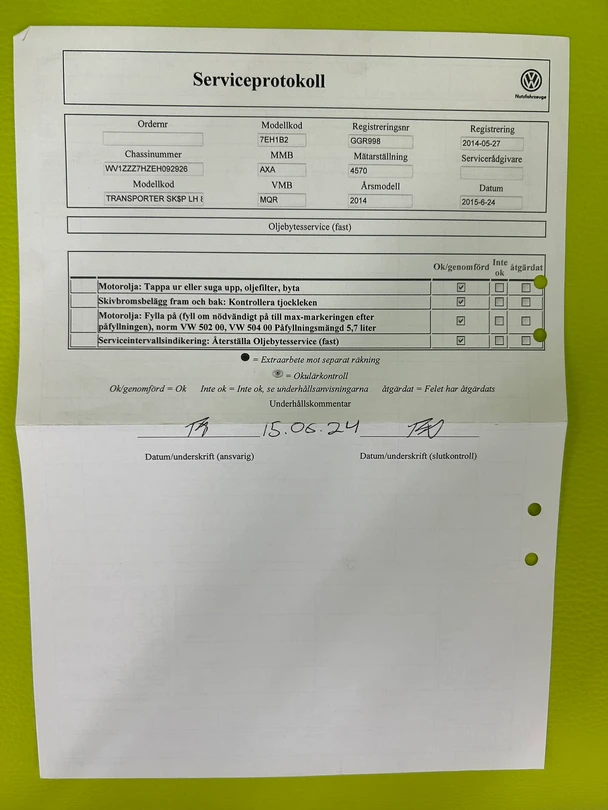 Serviceprotokoll
Nutzfahrzeuge
Ordernr Modellkod Registreringsnr Registrering
7EH1B2 GGR998 2014-05-27
Chassinummer MMB Mätarställning Servicerådgivare
WV1ZZZ7HZEH092926 AXA 4570
Modellkod VMB Årsmodell Datum
TRANSPORTER SK$P LH MQR 2014 2015-6-24
Oljebytesservice (fast)
Ok/genomförd Inte ok åtgärdat
Motorolja: Tappa ur eller suga upp, oljefilter, byta
Skivbromsbelägg fram och bak: Kontrollera tjockleken
Motorolja: Fylla på (fyll om nödvändigt på till max-markeringen efter
påfyllningen), norm VW 502 00, VW 504 00 Påfyllningsmängd 5,7 liter
Serviceintervallsindikering: Återställa Oljebytesservice (fast)
= Extraarbete mot separat räkning
= Okulärkontroll
Ok/genomförd = Ok Inte ok = Inte ok, se underhållsanvisningarna åtgärdat = Felet har åtgärdats
Underhållskommentar
15.06.24
Datum/underskrift (ansvarig) Datum/underskrift (slutkontroll)